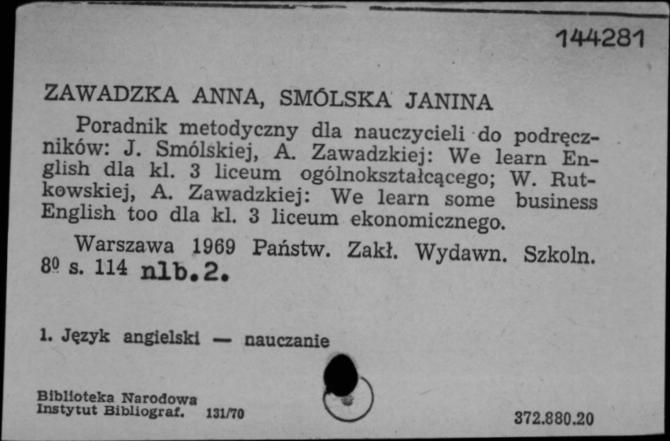 144281
ZAWADZKA ANNA, SMÓLSKA JANINA
Poradnik metodyczny dla nauczycieli do podręcz-
ników: J. Smólskiej, A. Zawadzkiej: We learn En-
glish dla kl. 3 liceum ogólnokształcącego; W. Rut-
kowskiej, A. Zawadzkiej: We learn some business
English too dla kl. 3 liceum ekonomicznego.
Warszawa 1969 Państw. Zakł. Wydawn. Szkoln.
8º s. 114 nlb.2.
1. Język angielski — nauczanie
Biblioteka Narodowa
Instytut Bibliograf. 131/70
372.880.20